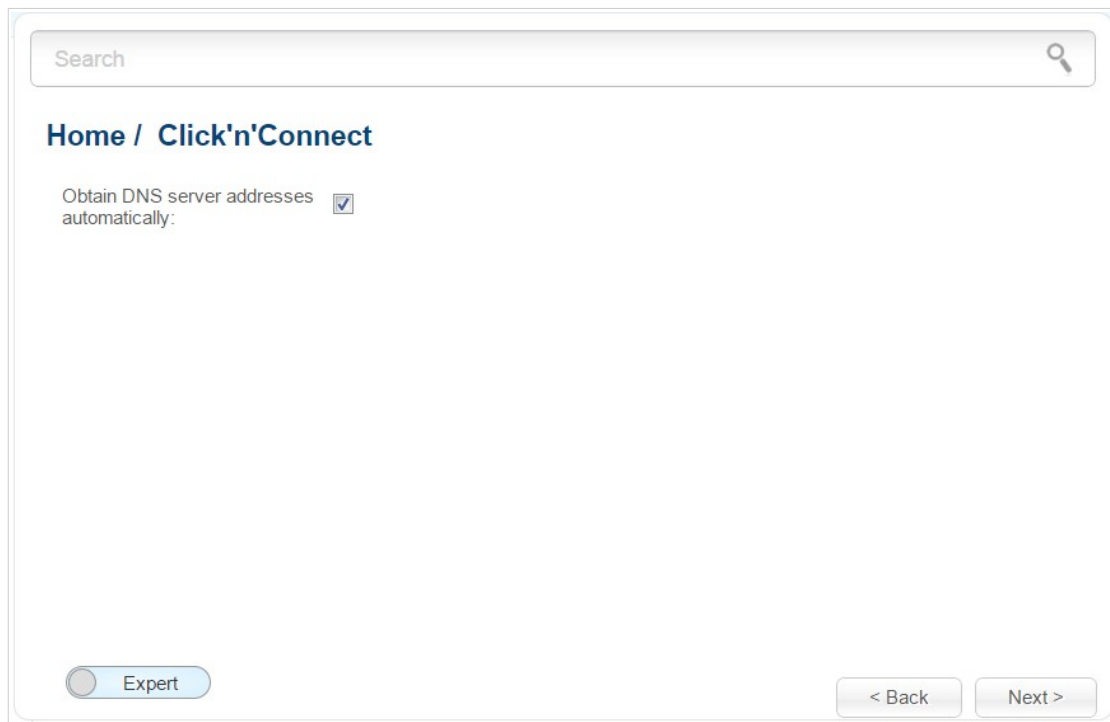 Search
Home / Click'n'Connect
Obtain DNS server addresses
automatically:
Expert
< Back
Next >